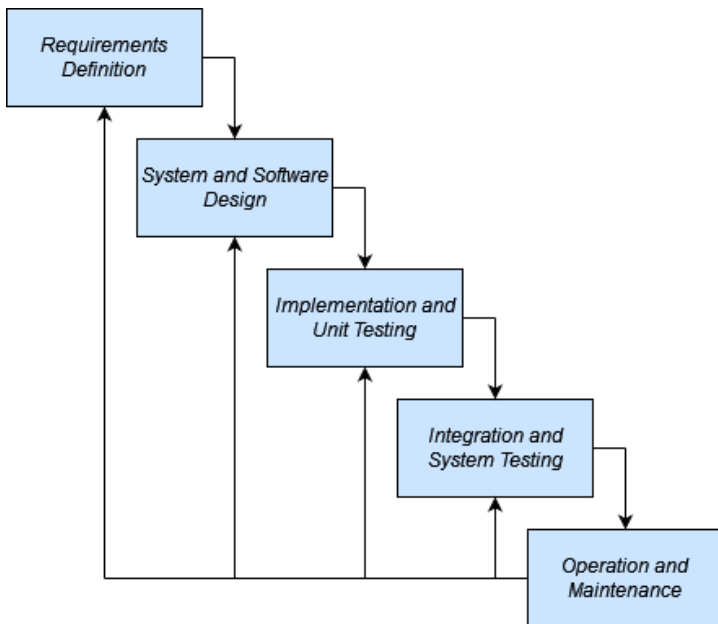 Requirements
Definition
System and Software
Design
Implementation and
Unit Testing
Integration and
System Testing
Operation and
Maintenance